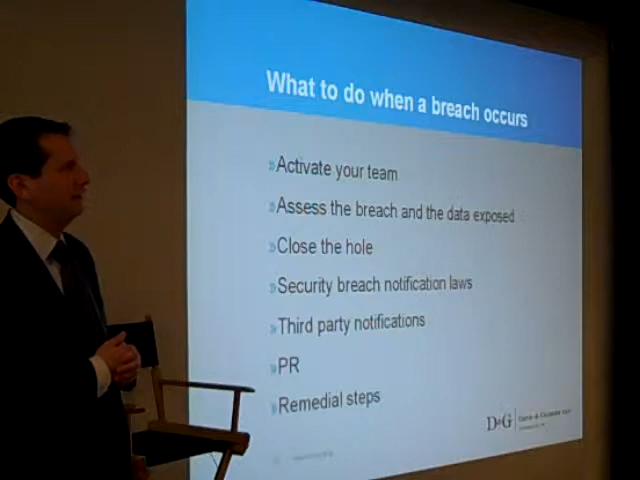 What to do when a breach occurs
»Activate your team
»Assess the breach and the data exposed
»Close the hole
»Security breach notification laws
»Third party notifications
»PR
»Remedial steps
D&G